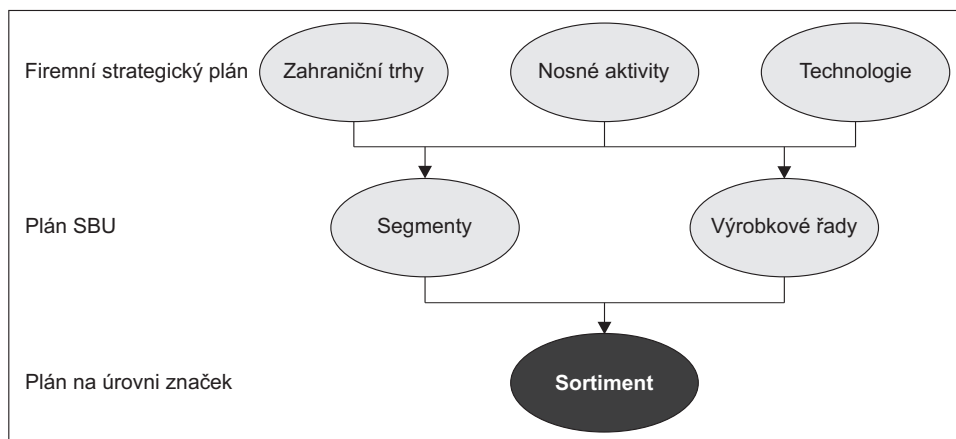 Firemní strategický plán
Zahraniční trhy
Nosné aktivity
Technologie
Plán SBU
Segmenty
Výrobkové řady
Plán na úrovni značek
Sortiment